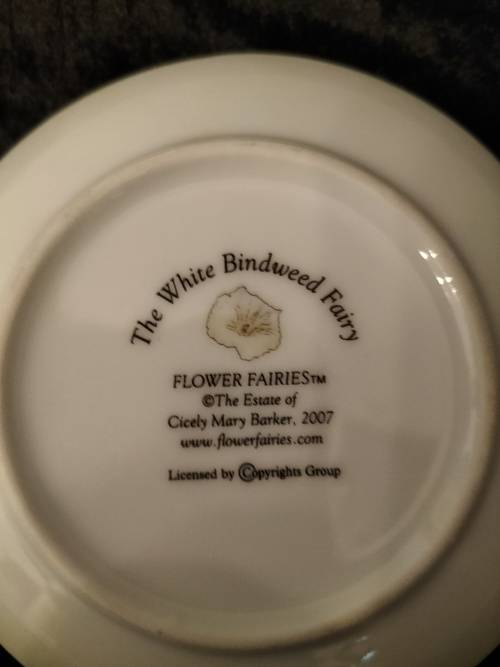 The White Bindweed Fairy
FLOWER FAIRIES™
©The Estate of
Cicely Mary Barker, 2007
www.flowerfairies.com
Licensed by Copyrights Group